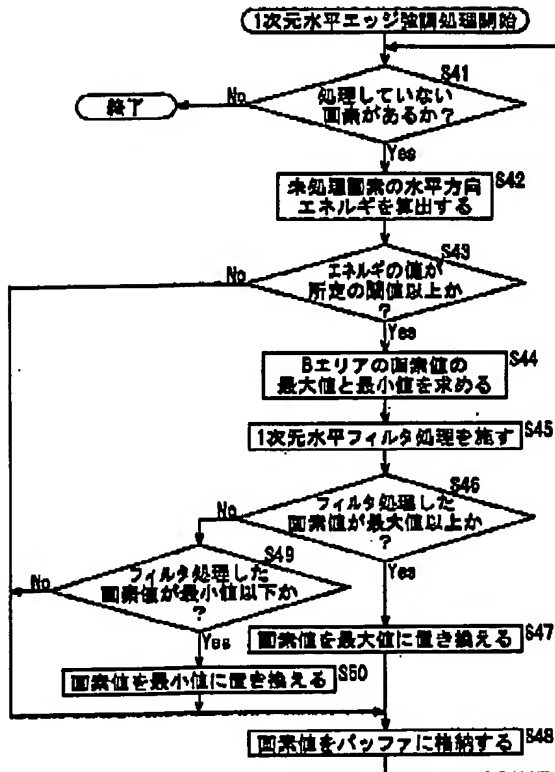 1次元水平エッジ強調処理開始
S41
処理していない
画素があるか?
No
終了
Yes
未処理画素の水平方向
エネルギを算出する
S42
S43
エネルギの値が
所定の閾値以上か
?
No
Yes
Bエリアの画素値の
最大値と最小値を求める
S44
1次元水平フィルタ処理を施す
S45
S46
フィルタ処理した
画素値が最大値以上か
?
No
Yes
S49
フィルタ処理した
画素値が最小値以下か
?
No
Yes
画素値を最大値に置き換える
S47
画素値を最小値に置き換える
S50
画素値をバッファに格納する
S48